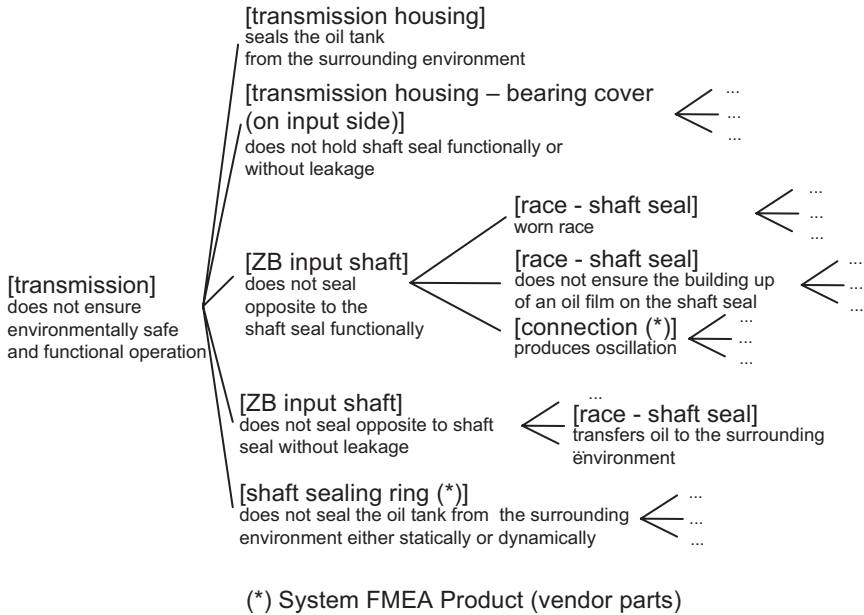 [transmission housing]
seals the oil tank
from the surrounding environment
[transmission housing – bearing cover
(on input side)]
does not hold shaft seal functionally or
without leakage
...
...
...
[transmission]
does not ensure
environmentally safe
and functional operation
[ZB input shaft]
does not seal
opposite to the
shaft seal functionally
[race - shaft seal]
worn race
...
...
...
[race - shaft seal]
does not ensure the building up
of an oil film on the shaft seal
...
...
...
[connection (*)]
produces oscillation
...
...
...
[ZB input shaft]
does not seal opposite to shaft
seal without leakage
...
[race - shaft seal]
transfers oil to the surrounding
environment
...
[shaft sealing ring (*)]
does not seal the oil tank from the surrounding
environment either statically or dynamically
...
...
...
(*) System FMEA Product (vendor parts)